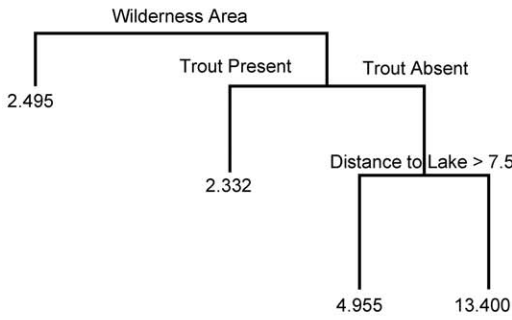 Wilderness Area
Trout Present
Trout Absent
2.495
Distance to Lake > 7.5
2.332
4.955
13.400